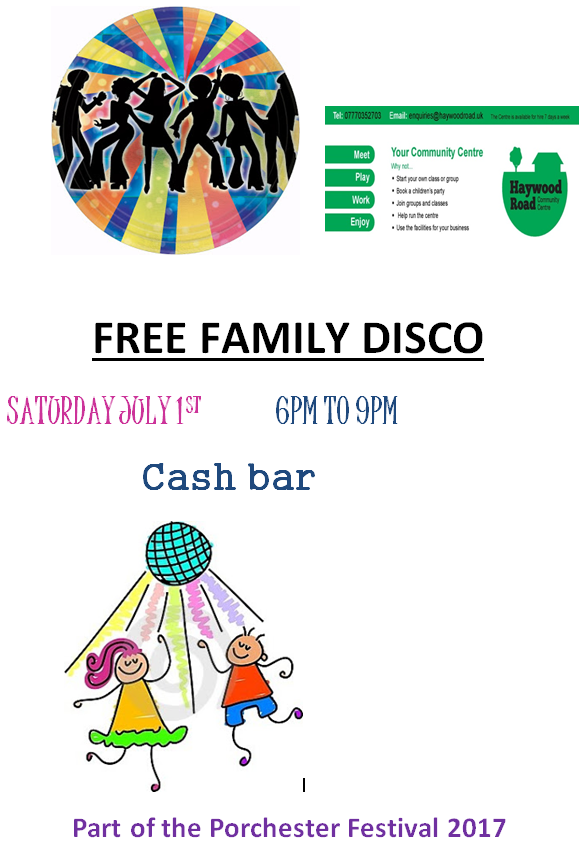 Tel: 07770352703 Email: enquiries@haywoodroad.uk The Centre is available for hire 7 days a week
Meet
Play
Work
Enjoy
Your Community Centre
Why not...
• Start your own class or group
• Book a children's party
• Join groups and classes
• Help run the centre
• Use the facilities for your business
Haywood
Road Community
Centre
FREE FAMILY DISCO
SATURDAY JULY 1ST 6PM TO 9PM
Cash bar
Part of the Porchester Festival 2017